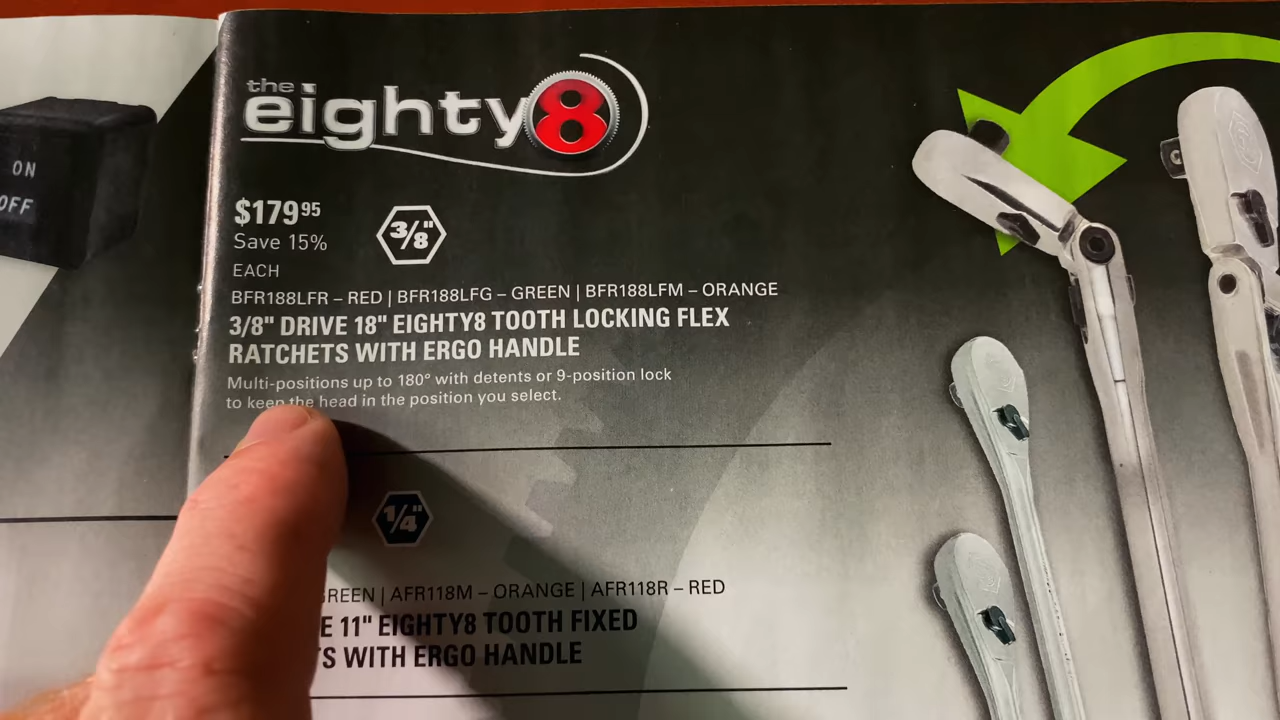 ON
OFF
the
eighty8
$179.95
Save 15%
3/8"
EACH
BFR188LFR – RED | BFR188LFG – GREEN | BFR188LFM – ORANGE
3/8" DRIVE 18" EIGHTY8 TOOTH LOCKING FLEX
RATCHETS WITH ERGO HANDLE
Multi-positions up to 180° with detents or 9-position lock
to keep the head in the position you select.
1/4"
GREEN | AFR118M – ORANGE | AFR118R – RED
11" EIGHTY8 TOOTH FIXED
WITH ERGO HANDLE